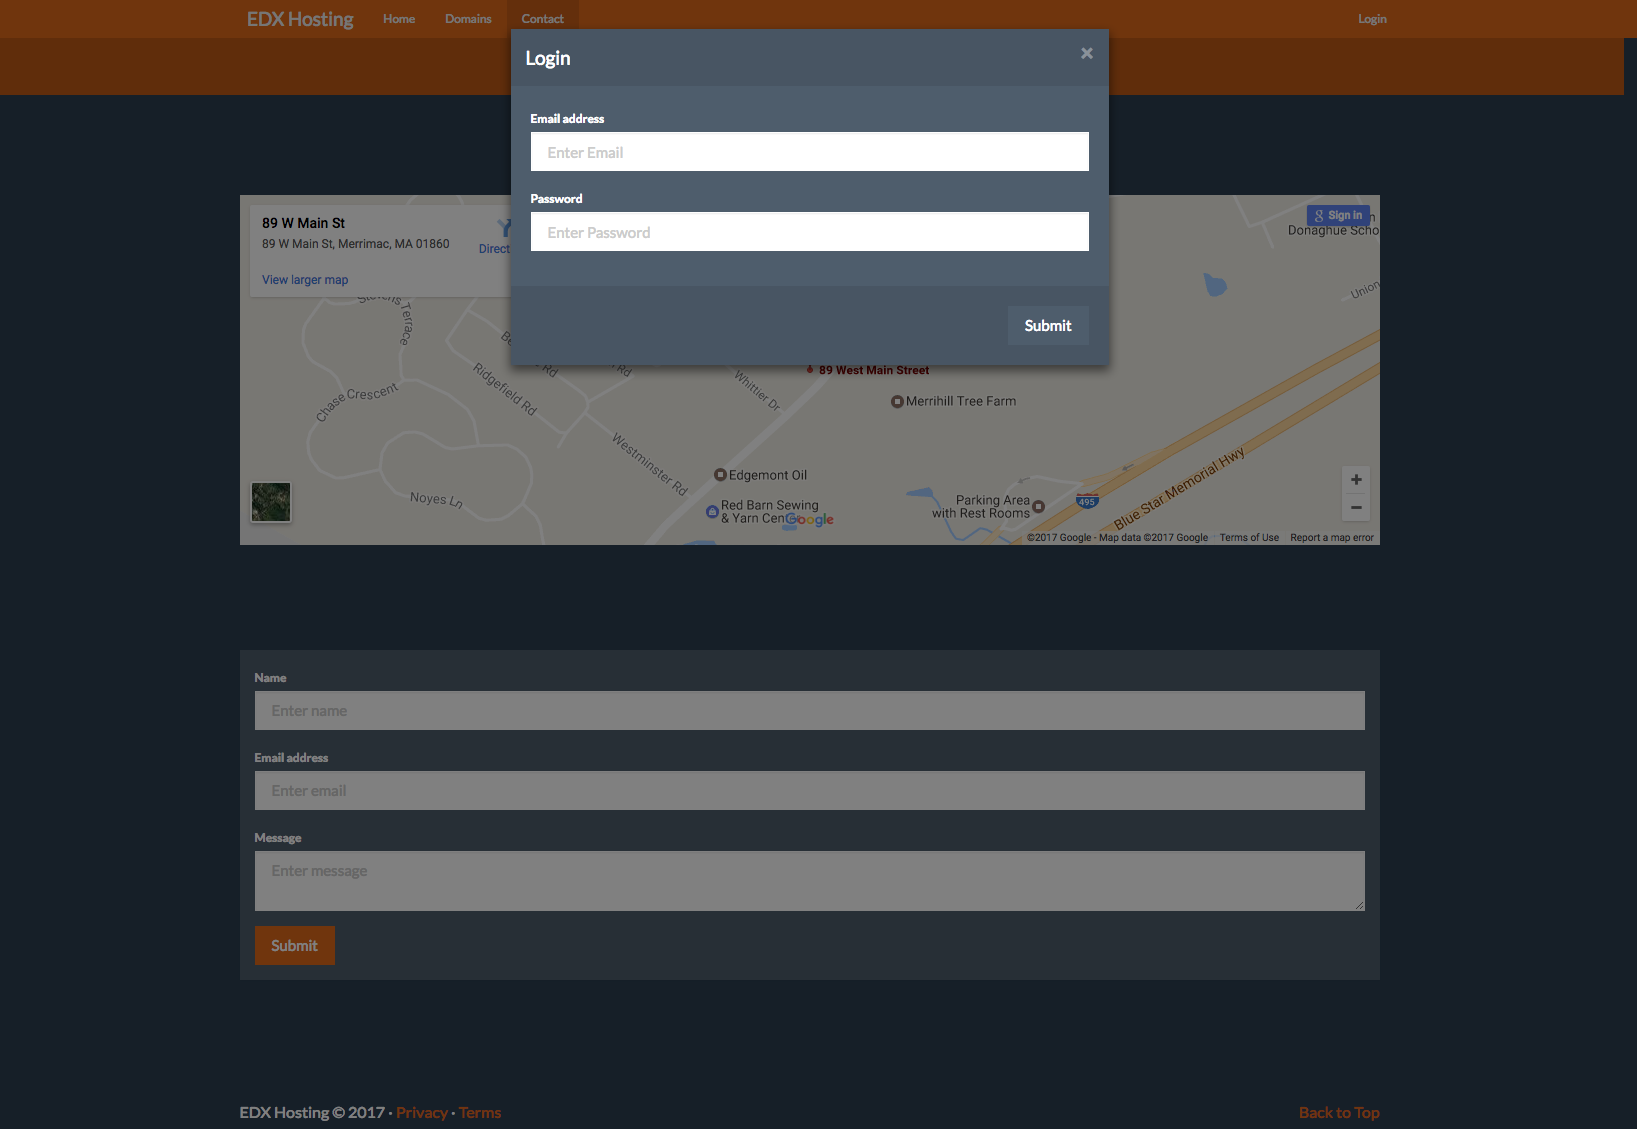 EDX Hosting
Home
Domains
Contact
Login
Login
×
Email address
Enter Email
Password
Enter Password
Submit
89 W Main St
89 W Main St, Merrimac, MA 01860
Direct
View larger map
Sign in
Donaghue Scho
Union
Stevens Terrace
Chase Crescent
Ridgefield Rd
Rd
Rd
Whittier Dr
Westminster Rd
Noyes Ln
89 West Main Street
Merrihill Tree Farm
Edgemont Oil
Red Barn Sewing
& Yarn Cen
Google
Parking Area
with Rest Rooms
495
Blue Star Memorial Hwy
+
−
©2017 Google - Map data ©2017 Google
Terms of Use
Report a map error
Name
Enter name
Email address
Enter email
Message
Enter message
Submit
EDX Hosting © 2017 · Privacy · Terms
Back to Top